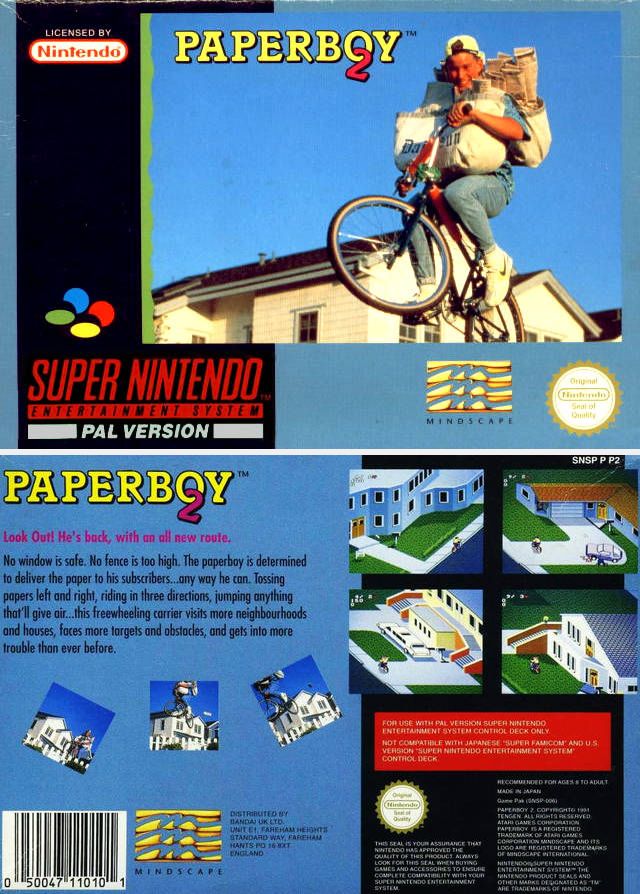 LICENSED BY
Nintendo
PAPERBOY 2™
SUPER NINTENDO™
ENTERTAINMENT SYSTEM
PAL VERSION
MINDSCAPE
Original
Nintendo
Seal of
Quality
SNSP P P2
PAPERBOY 2™
Look Out! He's back, with an all new route.
No window is safe. No fence is too high. The paperboy is determined
to deliver the paper to his subscribers...any way he can. Tossing
papers left and right, riding in three directions, jumping anything
that'll give air...this freewheeling carrier visits more neighbourhoods
and houses, faces more targets and obstacles, and gets into more
trouble than ever before.
FOR USE WITH PAL VERSION SUPER NINTENDO
ENTERTAINMENT SYSTEM CONTROL DECK ONLY.
NOT COMPATIBLE WITH JAPANESE "SUPER FAMICOM" AND U.S.
VERSION "SUPER NINTENDO ENTERTAINMENT SYSTEM"
CONTROL DECK.
0 50047 11010 1
MINDSCAPE
DISTRIBUTED BY
BANDAI UK LTD.
UNIT E1, FAREHAM HEIGHTS
STANDARD WAY, FAREHAM
HANTS PO 16 8XT
ENGLAND
Original
Nintendo
Seal of
Quality
THIS SEAL IS YOUR ASSURANCE THAT
NINTENDO HAS APPROVED THE
QUALITY OF THIS PRODUCT. ALWAYS
LOOK FOR THIS SEAL WHEN BUYING
GAMES AND ACCESSORIES TO ENSURE
COMPLETE COMPATIBILITY WITH YOUR
SUPER NINTENDO ENTERTAINMENT
SYSTEM.
RECOMMENDED FOR AGES 8 TO ADULT
MADE IN JAPAN
Game Pak (SNSP-006)
PAPERBOY 2. COPYRIGHT© 1991
TENGEN. ALL RIGHTS RESERVED.
ATARI GAMES CORPORATION.
PAPERBOY IS A REGISTERED
TRADEMARK OF ATARI GAMES
CORPORATION MINDSCAPE AND ITS
LOGO ARE REGISTERED TRADEMARKS
OF MINDSCAPE INTERNATIONAL.
NINTENDO®,SUPER NINTENDO
ENTERTAINMENT SYSTEM™ THE
NINTENDO PRODUCT SEALS AND
OTHER MARKS DESIGNATED AS "TM"
ARE TRADEMARKS OF NINTENDO.